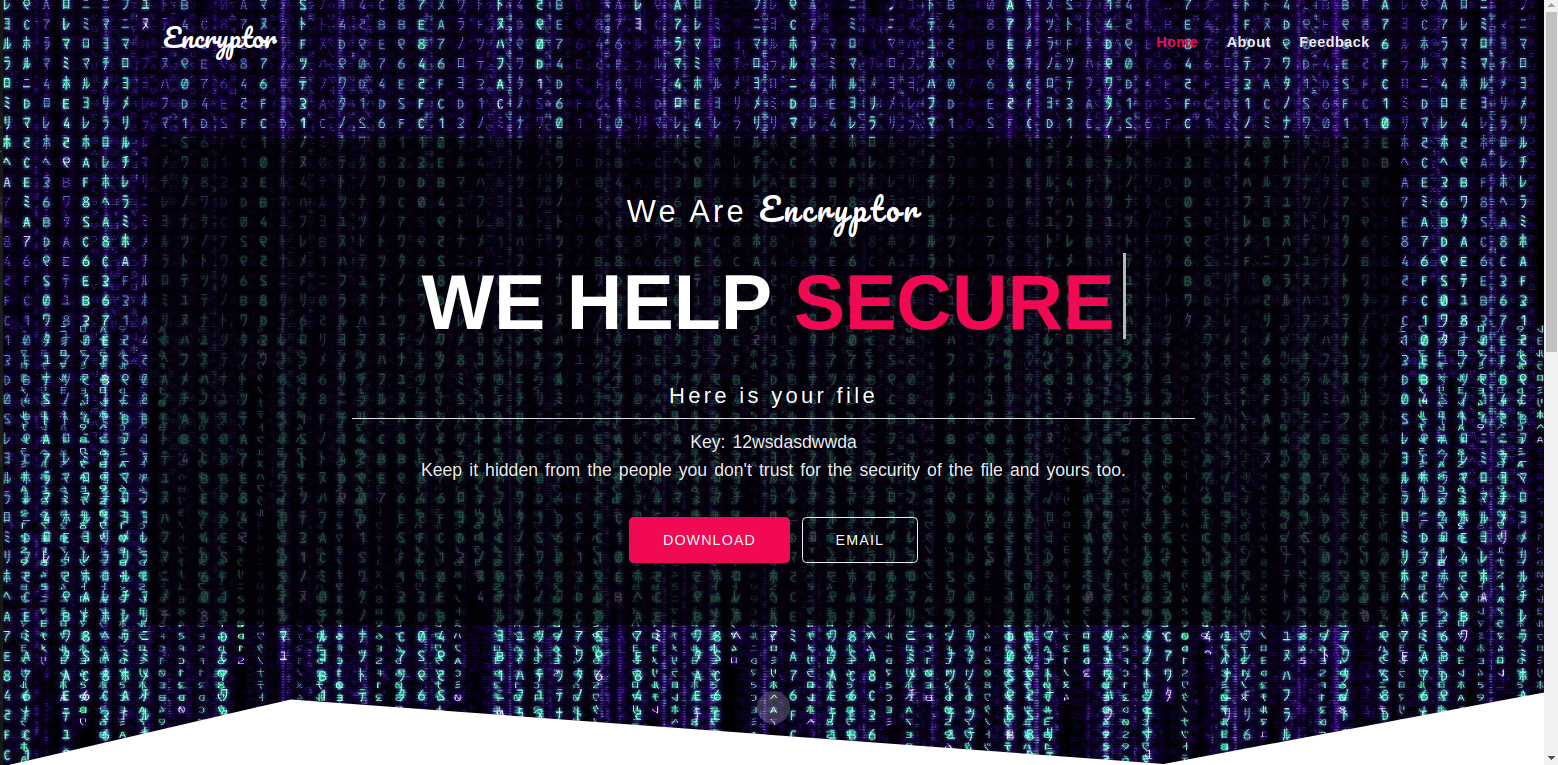 Encryptor
Home About Feedback
We Are Encryptor
WE HELP SECURE
Here is your file
Key: 12wsdasdwwda
Keep it hidden from the people you don't trust for the security of the file and yours too.
DOWNLOAD EMAIL